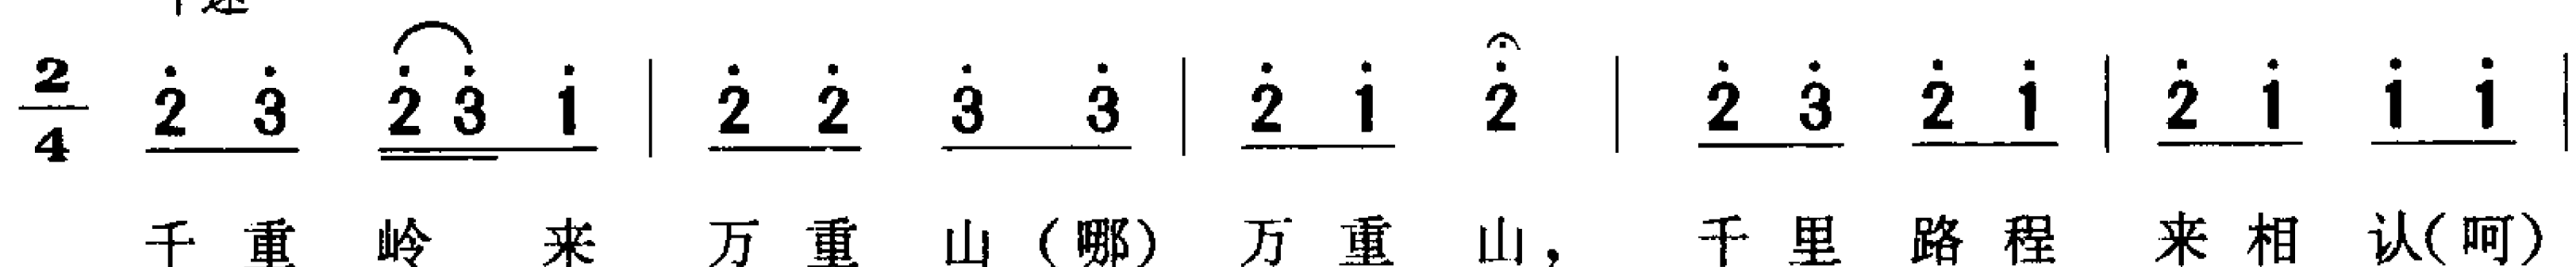 2/4 2̇ 3̇ 2̇ 3̇ 1̇ | 2̇ 2̇ 3̇ 3̇ | 2̇ 1̇ 2̇ | 2̇ 3̇ 2̇ 1̇ | 2̇ 1̇ 1̇ 1̇ |
千重岭来万重山(哪)万重山,千里路程来相认(呵)